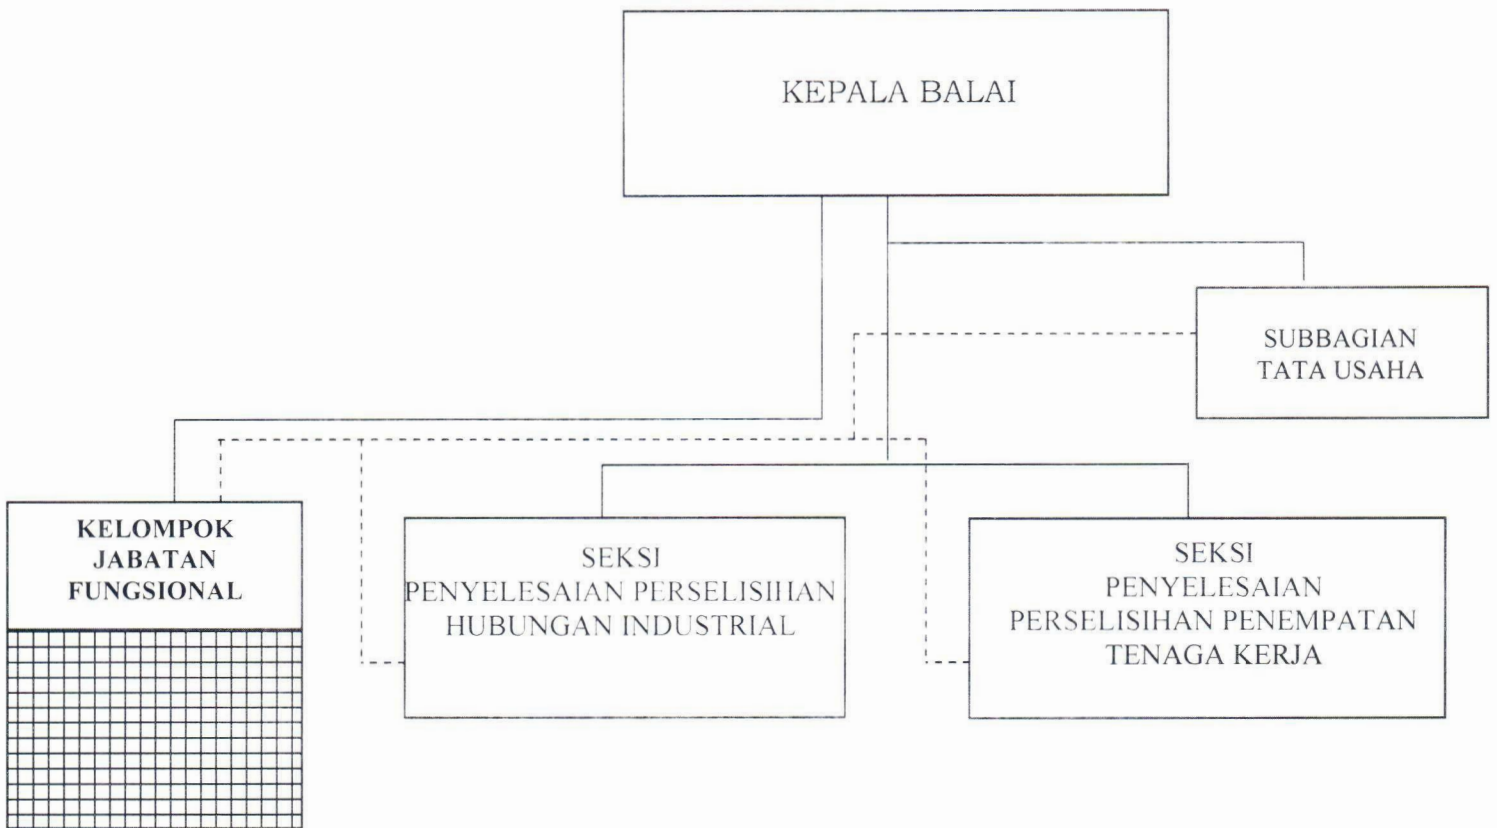 KEPALA BALAI
SUBBAGIAN
TATA USAHA
KELOMPOK
JABATAN
FUNGSIONAL
SEKSI
PENYELESAIAN PERSELISIHAN
HUBUNGAN INDUSTRIAL
SEKSI
PENYELESAIAN
PERSELISIHAN PENEMPATAN
TENAGA KERJA